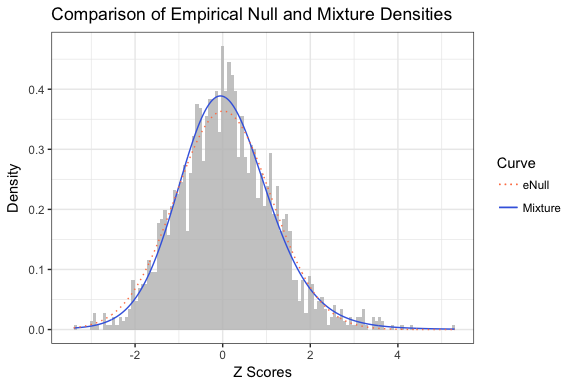 Comparison of Empirical Null and Mixture Densities
Density
0.4
0.3
0.2
0.1
0.0
-2
0
2
4
Z Scores
Curve
eNull
Mixture